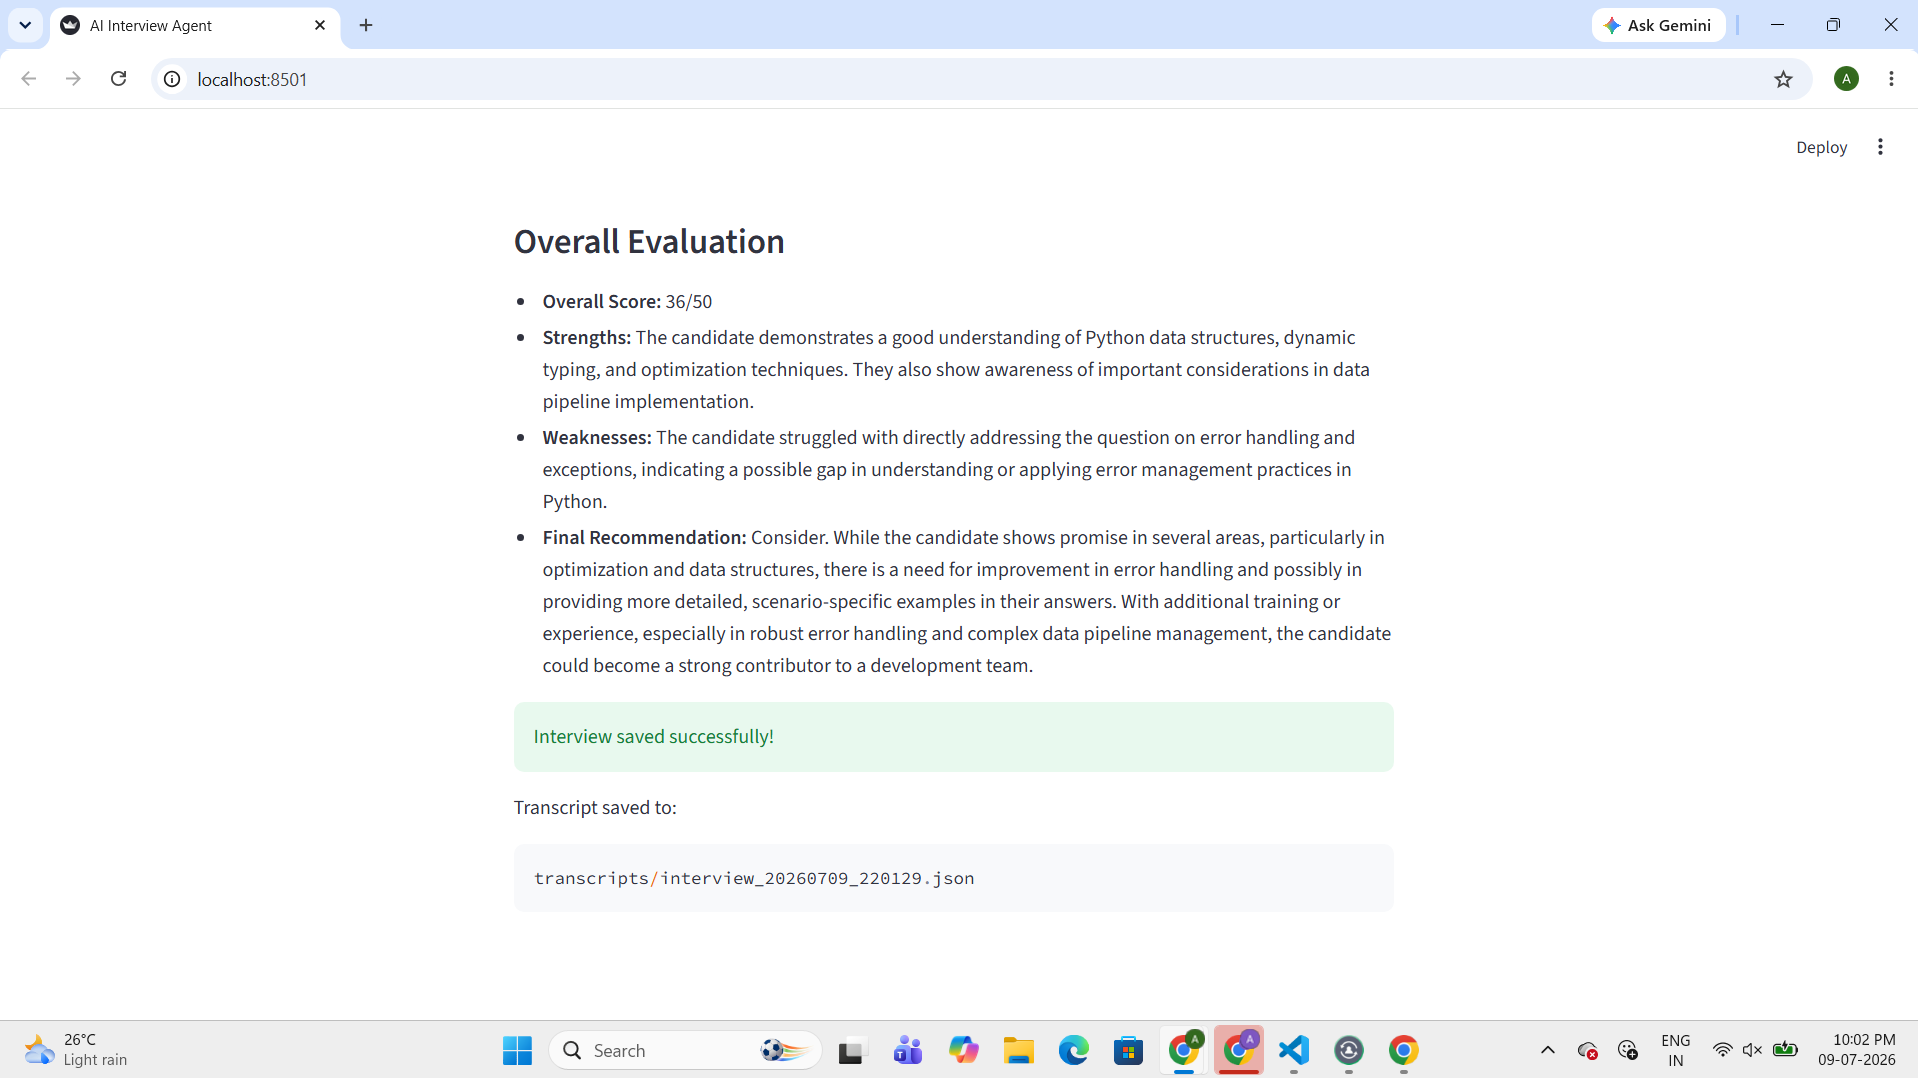 AI Interview Agent
Ask Gemini
localhost:8501
A
Deploy
Overall Evaluation
Overall Score: 36/50
Strengths: The candidate demonstrates a good understanding of Python data structures, dynamic
typing, and optimization techniques. They also show awareness of important considerations in data
pipeline implementation.
Weaknesses: The candidate struggled with directly addressing the question on error handling and
exceptions, indicating a possible gap in understanding or applying error management practices in
Python.
Final Recommendation: Consider. While the candidate shows promise in several areas, particularly in
optimization and data structures, there is a need for improvement in error handling and possibly in
providing more detailed, scenario-specific examples in their answers. With additional training or
experience, especially in robust error handling and complex data pipeline management, the candidate
could become a strong contributor to a development team.
Interview saved successfully!
Transcript saved to:
transcripts/interview_20260709_220129.json
26°C
Light rain
Search
T
A
A
ENG
IN
10:02 PM
09-07-2026